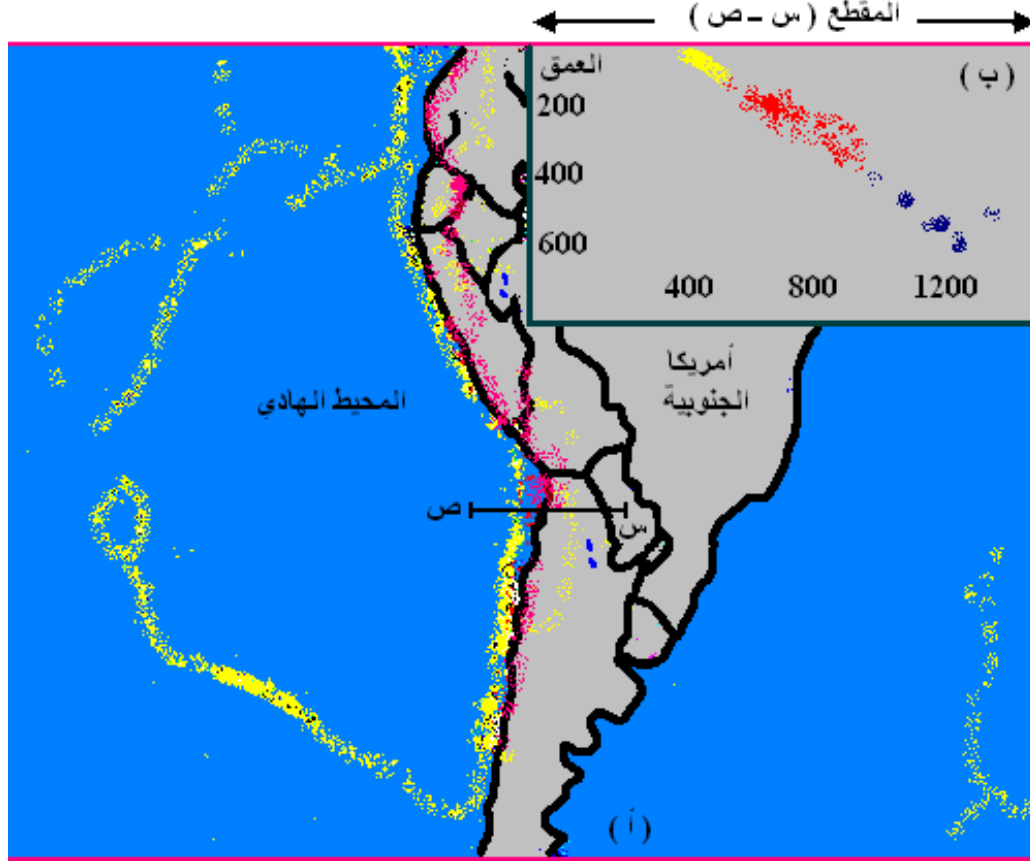 المقطع ( س - ص )
العمق
( ب )
200
400
600
400 800 1200
أمريكا
الجنوبية
المحيط الهادي
ص
س
( أ )